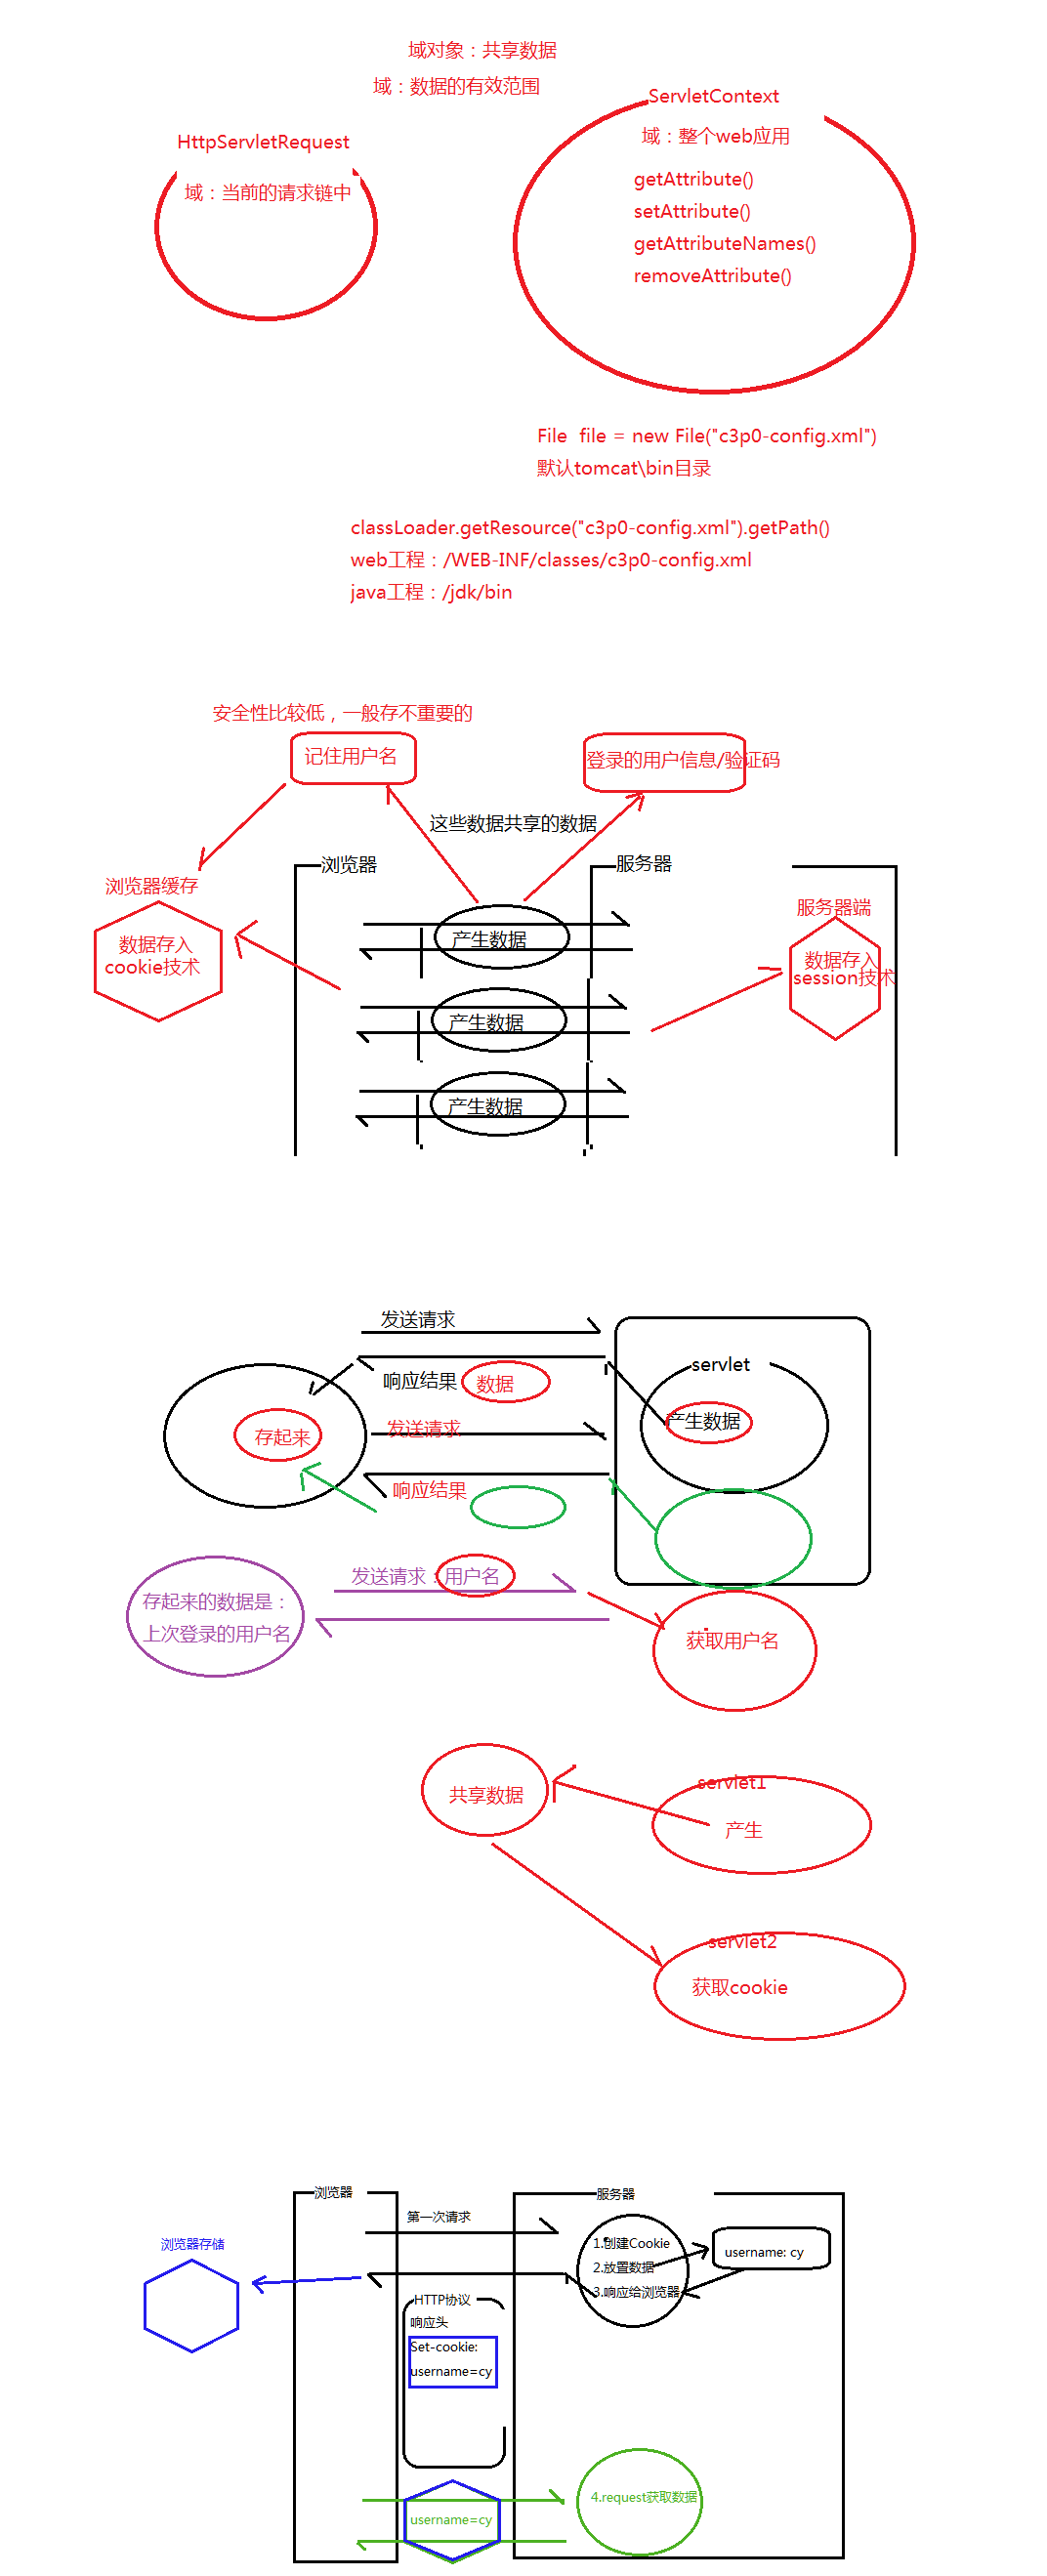 域对象：共享数据
域：数据的有效范围
HttpServletRequest
域：当前的请求链中
ServletContext
域：整个web应用
getAttribute()
setAttribute()
getAttributeNames()
removeAttribute()
File  file = new File("c3p0-config.xml")
默认tomcat\bin目录
classLoader.getResource("c3p0-config.xml").getPath()
web工程：/WEB-INF/classes/c3p0-config.xml
java工程：/jdk/bin
安全性比较低，一般存不重要的
记住用户名
登录的用户信息/验证码
这些数据共享的数据
浏览器
服务器
浏览器缓存
数据存入
cookie技术
服务器端
数据存入
session技术
产生数据
产生数据
产生数据
发送请求
响应结果
数据
servlet
产生数据
存起来
发送请求
响应结果
发送请求：用户名
存起来的数据是：
上次登录的用户名
获取用户名
共享数据
servlet1
产生
servlet2
获取cookie
浏览器
服务器
第一次请求
浏览器存储
1.创建Cookie
2.放置数据
3.响应给浏览器
username: cy
HTTP协议
响应头
Set-cookie:
username=cy
4.request获取数据
username=cy